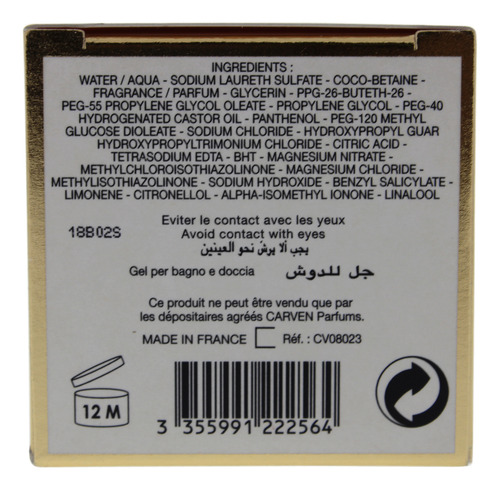 INGREDIENTS :
WATER / AQUA - SODIUM LAURETH SULFATE - COCO-BETAINE -
FRAGRANCE / PARFUM - GLYCERIN - PPG-26-BUTETH-26 -
PEG-55 PROPYLENE GLYCOL OLEATE - PROPYLENE GLYCOL - PEG-40
HYDROGENATED CASTOR OIL - PANTHENOL - PEG-120 METHYL
GLUCOSE DIOLEATE - SODIUM CHLORIDE - HYDROXYPROPYL GUAR
HYDROXYPROPYLTRIMONIUM CHLORIDE - CITRIC ACID -
TETRASODIUM EDTA - BHT - MAGNESIUM NITRATE -
METHYLCHLOROISOTHIAZOLINONE - MAGNESIUM CHLORIDE -
METHYLISOTHIAZOLINONE - SODIUM HYDROXIDE - BENZYL SALICYLATE -
LIMONENE - CITRONELLOL - ALPHA-ISOMETHYL IONONE - LINALOOL
Eviter le contact avec les yeux
18B02S
Avoid contact with eyes
يجب ألا يرش نحو العينين
Gel per bagno e doccia جل للدوش
Ce produit ne peut être vendu que par
les dépositaires agréés CARVEN Parfums.
MADE IN FRANCE Réf. : CV08023
12 M
3 355991 222564